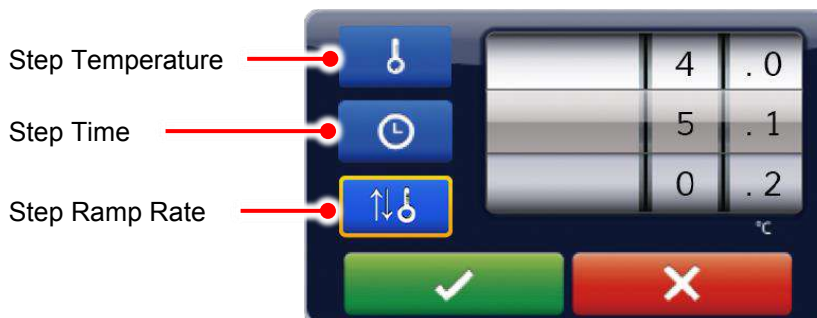 Step Temperature
4 .0
Step Time
5 .1
Step Ramp Rate
0 .2
°C